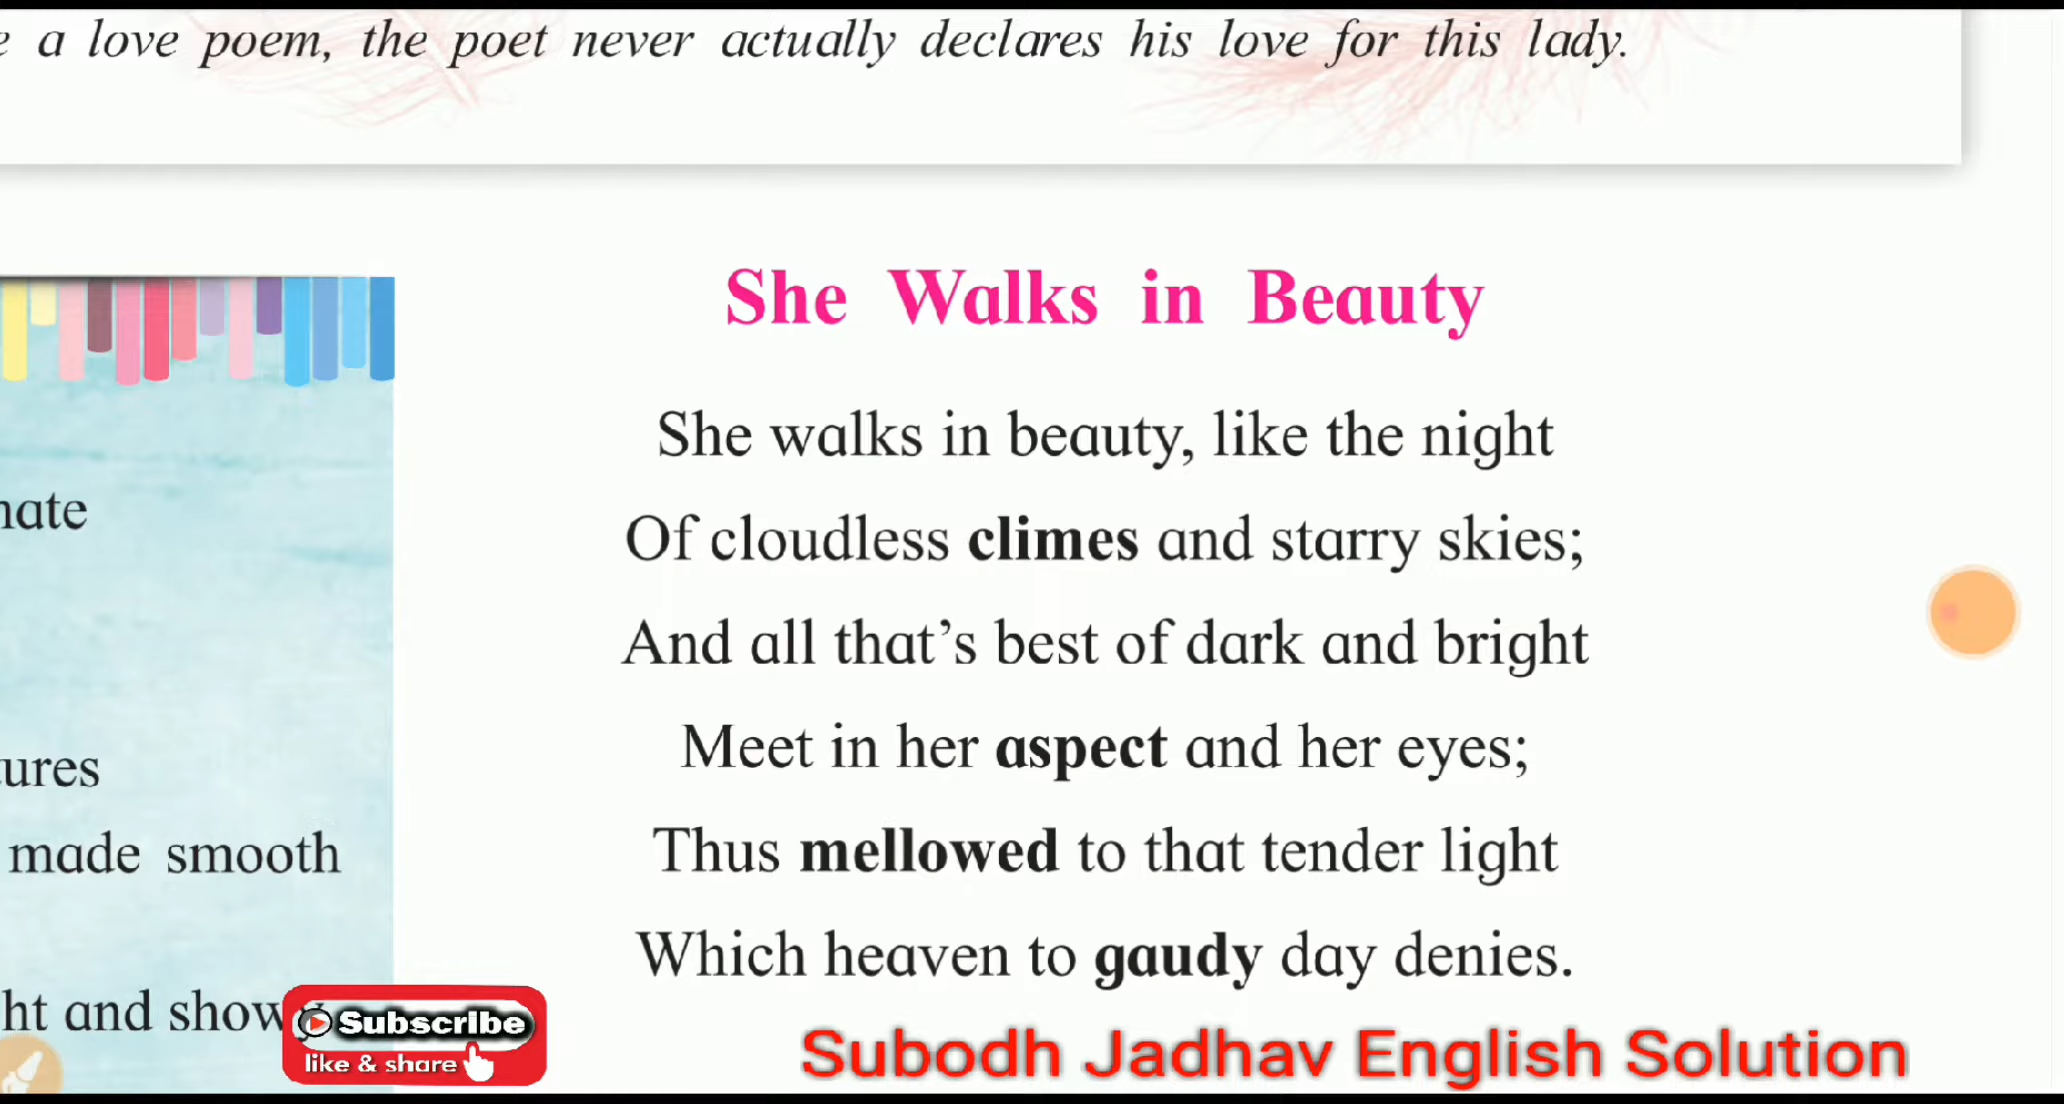 a love poem, the poet never actually declares his love for this lady.
She Walks in Beauty
She walks in beauty, like the night
Of cloudless climes and starry skies;
And all that's best of dark and bright
Meet in her aspect and her eyes;
Thus mellowed to that tender light
Which heaven to gaudy day denies.
made smooth
and show
Subscribe
like & share
Subodh Jadhav English Solution